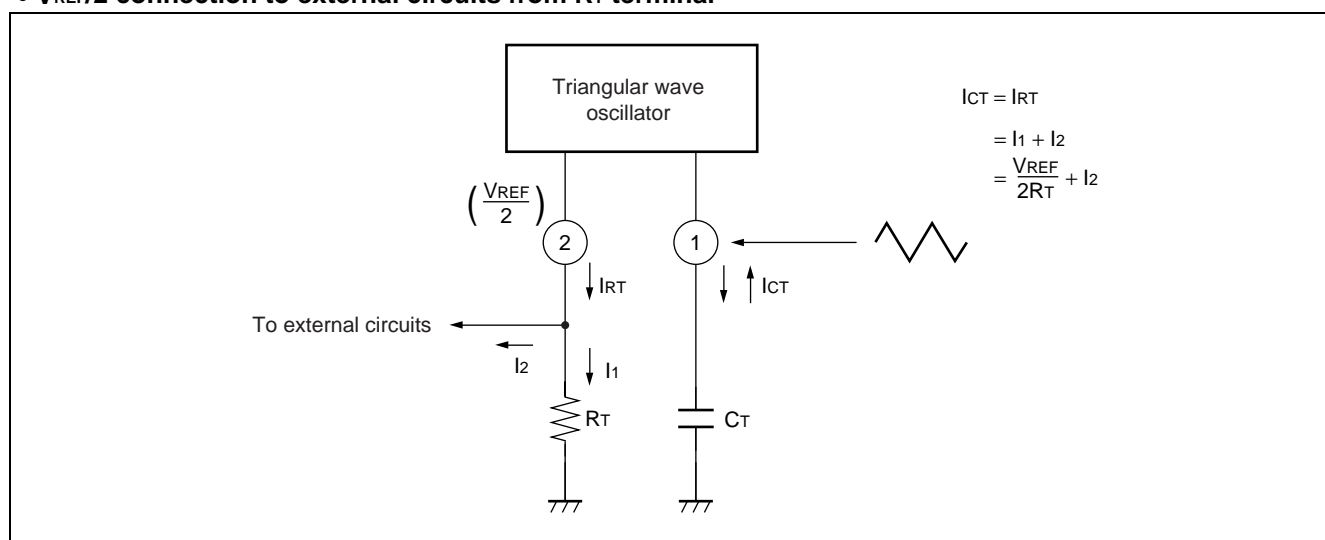 • VREF/2 connection to external circuits from RT terminal
Triangular wave
oscillator
ICT = IRT
= I1 + I2
= VREF/2RT + I2
(VREF/2)
2
1
IRT
ICT
To external circuits
I2
I1
RT
CT